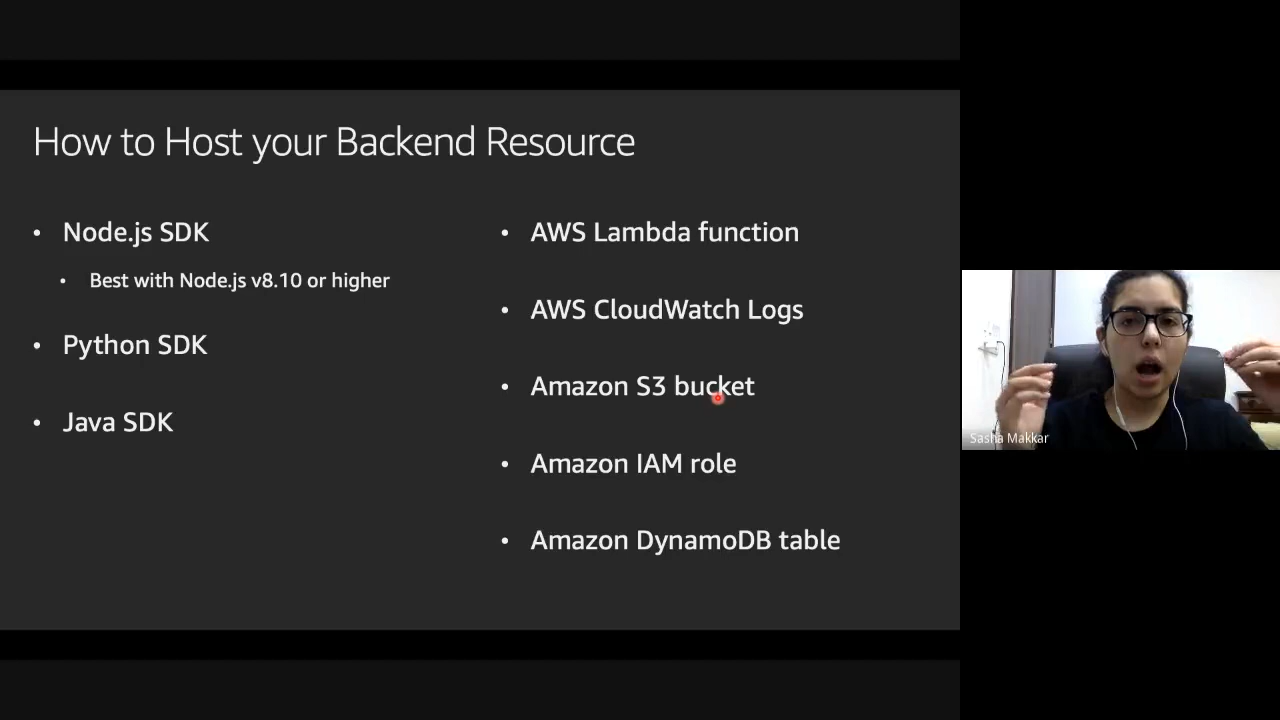 How to Host your Backend Resource
• Node.js SDK
• Best with Node.js v8.10 or higher
• Python SDK
• Java SDK
• AWS Lambda function
• AWS CloudWatch Logs
• Amazon S3 bucket
• Amazon IAM role
• Amazon DynamoDB table
Sasha Makkar